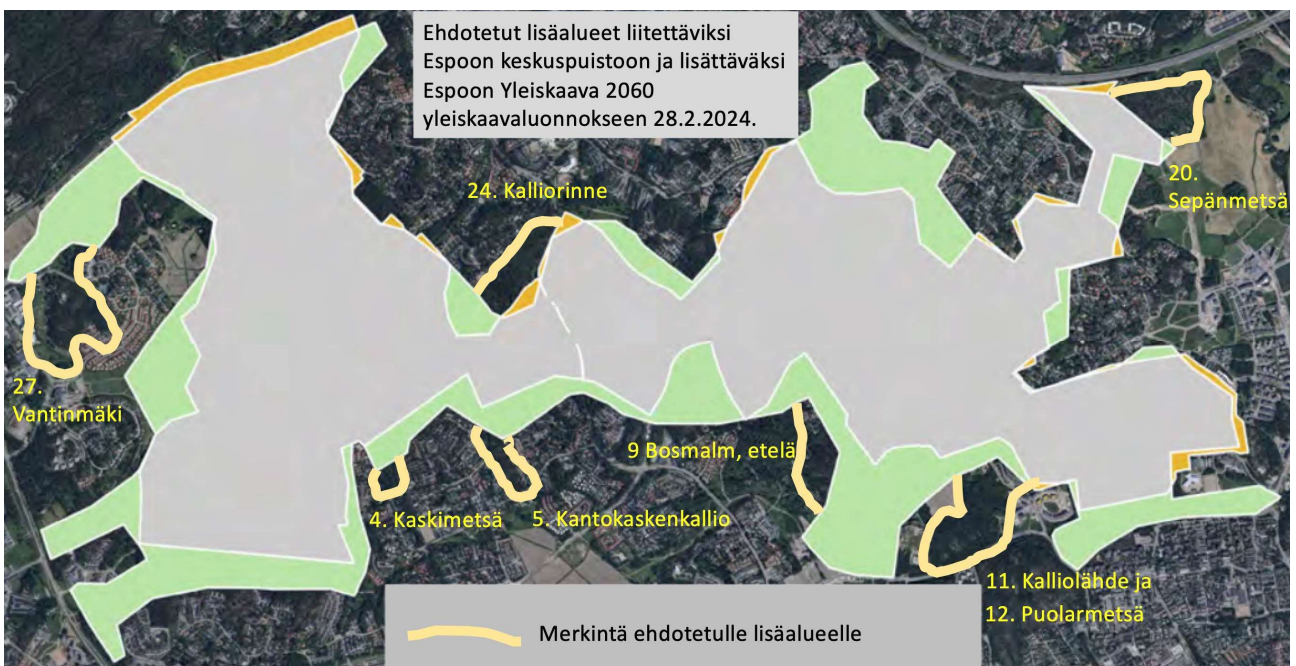 Ehdotetut lisäalueet liitettäviksi
Espoon keskuspuistoon ja lisättäväksi
Espoon Yleiskaava 2060
yleiskaavaluonnokseen 28.2.2024.
24. Kalliorinne
20.
Sepänmetsä
27.
Vantinmäki
9 Bosmalm, etelä
4. Kaskimetsä
5. Kantokaskenkallio
11. Kalliolähde ja
12. Puolarmetsä
Merkintä ehdotetulle lisäalueelle